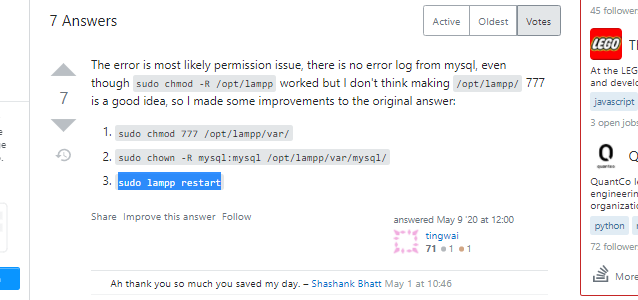 7 Answers
Active
Oldest
Votes
7
The error is most likely permission issue, there is no error log from mysql, even
though sudo chmod -R /opt/lampp worked but I don't think making /opt/lampp/ 777
is a good idea, so I made some improvements to the original answer:
1. sudo chmod 777 /opt/lampp/var/
2. sudo chown -R mysql:mysql /opt/lampp/var/mysql/
3. sudo lampp restart
Share Improve this answer Follow
answered May 9 '20 at 12:00
tingwai
71 1 1
Ah thank you so much you saved my day. – Shashank Bhatt May 1 at 10:46
45 follower
LEGO
At the LEG
and develo
javascript
3 open jobs
quantco
QuantCo le
engineerin
organizatio
python
72 follower
More